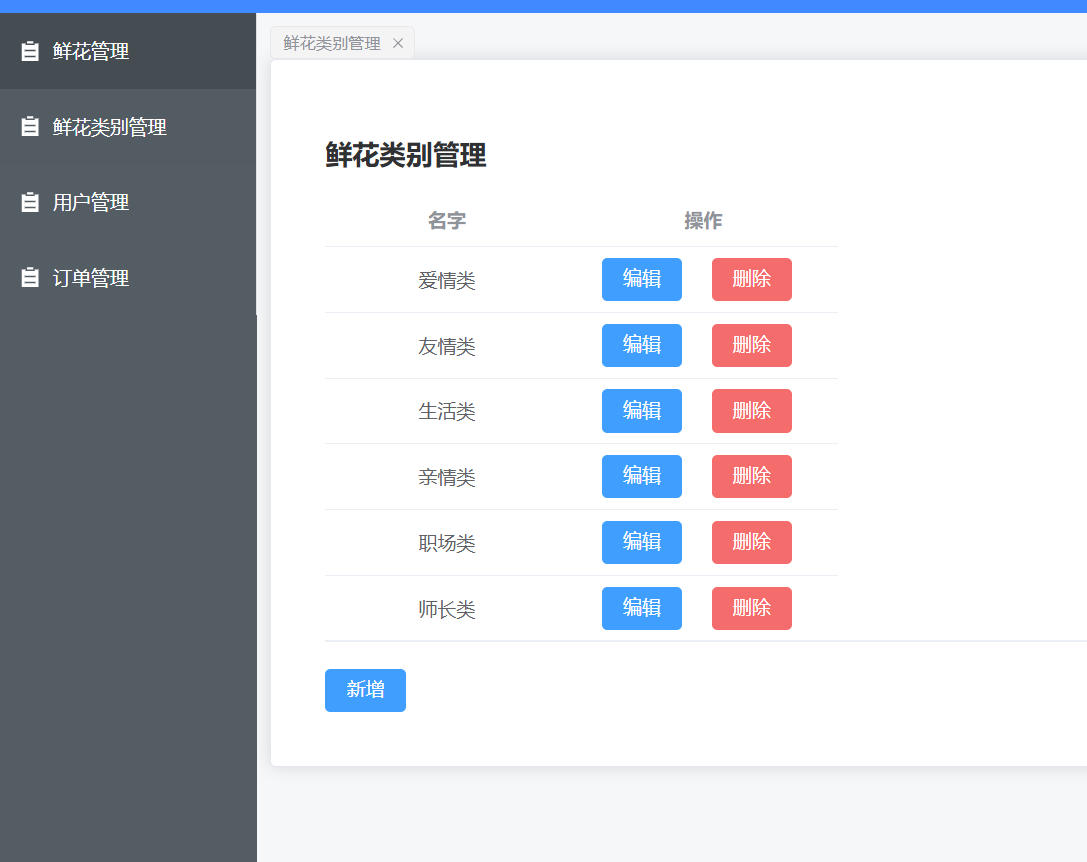 鲜花管理
鲜花类别管理
用户管理
订单管理
鲜花类别管理
鲜花类别管理
名字 操作
爱情类 编辑 删除
友情类 编辑 删除
生活类 编辑 删除
亲情类 编辑 删除
职场类 编辑 删除
师长类 编辑 删除
新增